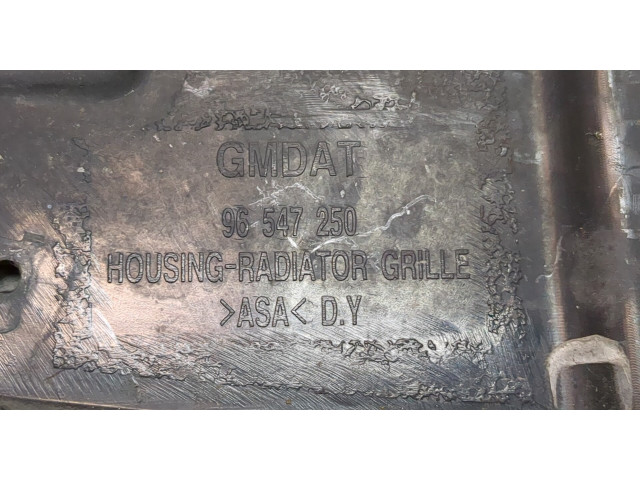 GMDAT
96 547 250
HOUSING-RADIATOR GRILLE
>ASA< D.Y